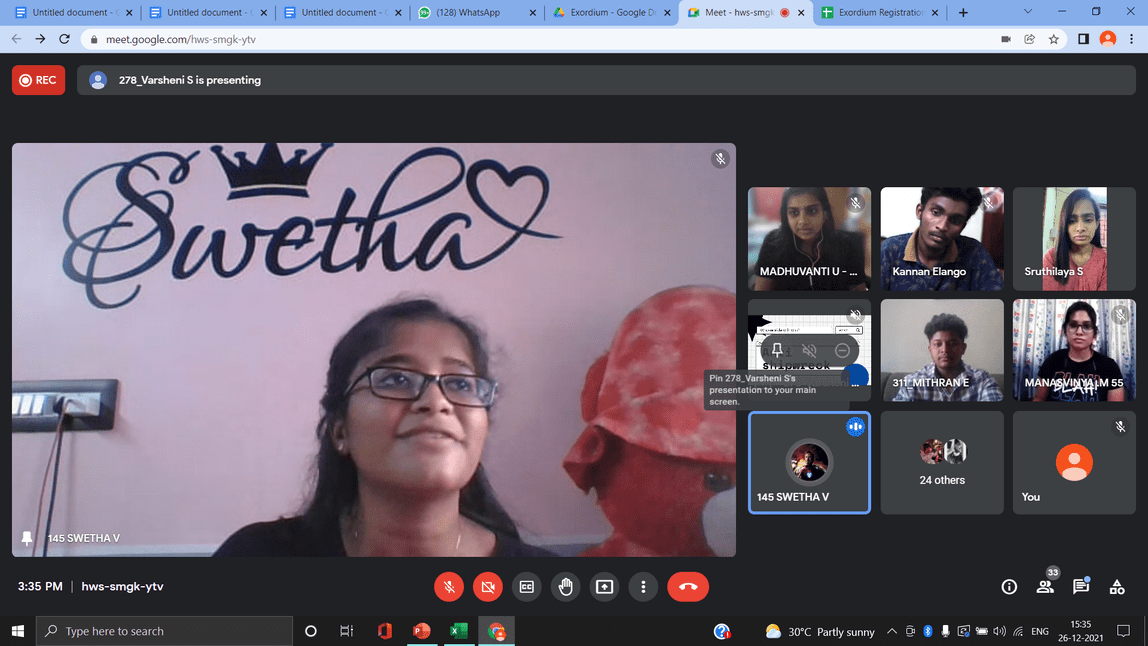 Untitled document - G
Untitled document -
Untitled document - G
(128) WhatsApp
Exordium - Google D
Meet - hws-smgk
Exordium Registration
meet.google.com/hws-smgk-ytv
REC
278_Varsheni S is presenting
Swetha
145 SWETHA V
MADHUVANTI U - ...
Kannan Elango
Sruthilaya S
shipwreck
Pin 278_Varsheni S's
presentation to your main
screen.
311_MITHRAN E
MANASVINYA LM 55
145 SWETHA V
24 others
You
3:35 PM | hws-smgk-ytv
33
Type here to search
30°C Partly sunny
ENG
15:35
26-12-2021